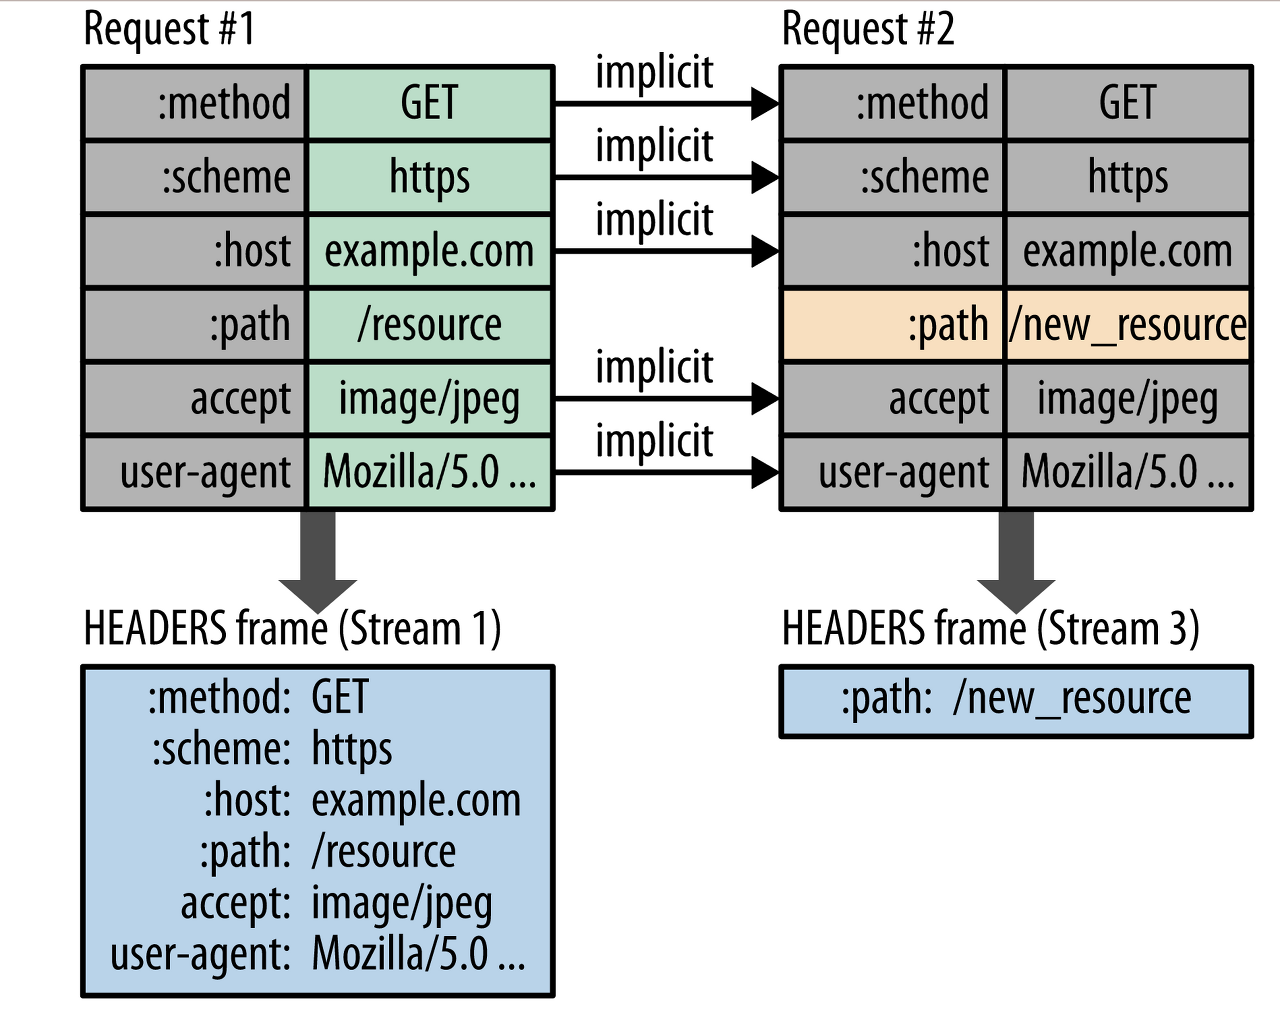 Request #1
Request #2
:method GET implicit :method GET
:scheme https implicit :scheme https
:host example.com implicit :host example.com
:path /resource :path /new_resource
accept image/jpeg implicit accept image/jpeg
user-agent Mozilla/5.0 ... implicit user-agent Mozilla/5.0 ...
HEADERS frame (Stream 1)
:method: GET
:scheme: https
:host: example.com
:path: /resource
accept: image/jpeg
user-agent: Mozilla/5.0 ...
HEADERS frame (Stream 3)
:path: /new_resource